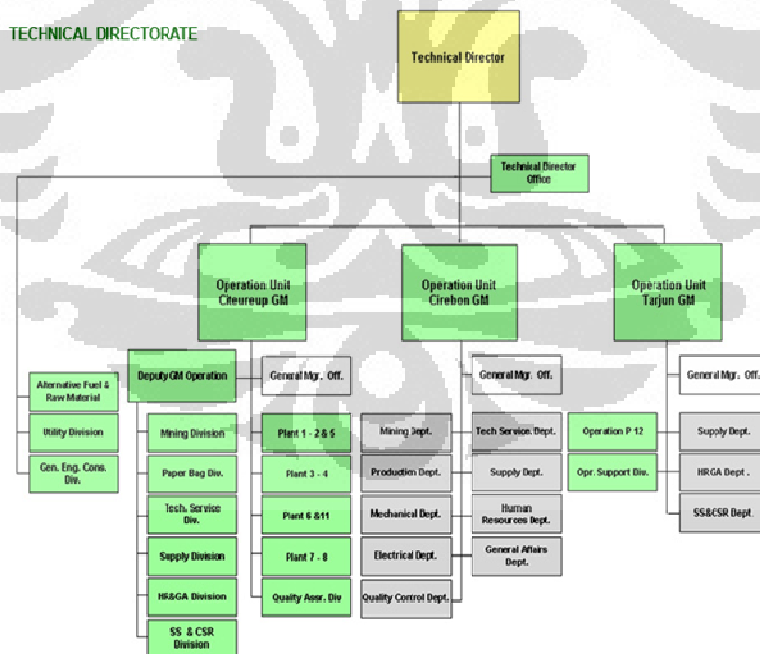 TECHNICAL DIRECTORATE
Technical Director
Technical Director
Office
Operation Unit
Citeureup GM
Operation Unit
Cirebon GM
Operation Unit
Tarjun GM
Deputy GM Operation
General Mgr. Off.
General Mgr. Off.
General Mgr. Off.
Alternative Fuel &
Raw Material
Utility Division
Gen. Eng. Cons.
Div.
Mining Division
Paper Bag Div.
Tech. Service
Div.
Supply Division
HR&GA Division
SS & CSR
Division
Plant 1 - 2 & 5
Plant 3 - 4
Plant 6 &11
Plant 7 - 8
Quality Assr. Div
Mining Dept.
Production Dept.
Mechanical Dept.
Electrical Dept.
Quality Control Dept.
Tech Service. Dept.
Supply Dept.
Human
Resources Dept.
General Affairs
Dept.
Operation P 12
Opr. Support Div.
Supply Dept.
HRGA Dept .
SS&CSR Dept.